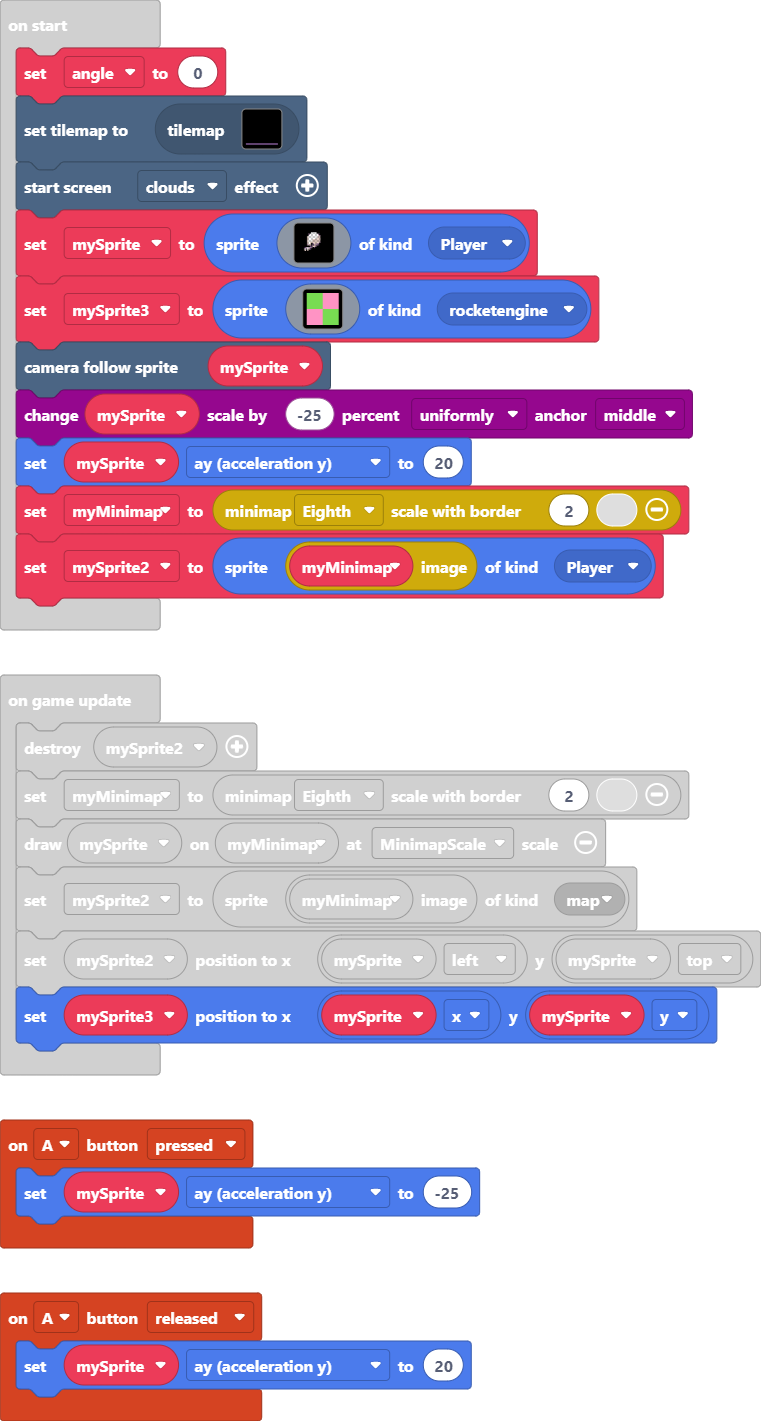 on start
set angle to 0
set tilemap to tilemap
start screen clouds effect
set mySprite to sprite of kind Player
set mySprite3 to sprite of kind rocketengine
camera follow sprite mySprite
change mySprite scale by -25 percent uniformly anchor middle
set mySprite ay (acceleration y) to 20
set myMinimap to minimap Eighth scale with border 2
set mySprite2 to sprite myMinimap image of kind Player
on game update
destroy mySprite2
set myMinimap to minimap Eighth scale with border 2
draw mySprite on myMinimap at MinimapScale scale
set mySprite2 to sprite myMinimap image of kind map
set mySprite2 position to x mySprite left y mySprite top
set mySprite3 position to x mySprite x y mySprite y
on A button pressed
set mySprite ay (acceleration y) to -25
on A button released
set mySprite ay (acceleration y) to 20